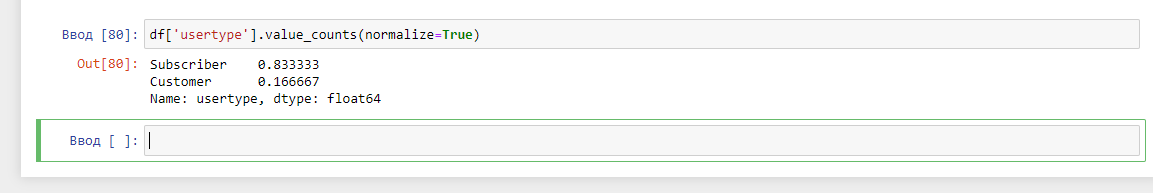 Ввод [80]: df['usertype'].value_counts(normalize=True)
Out[80]: Subscriber    0.833333
Customer      0.166667
Name: usertype, dtype: float64
Ввод [ ]: